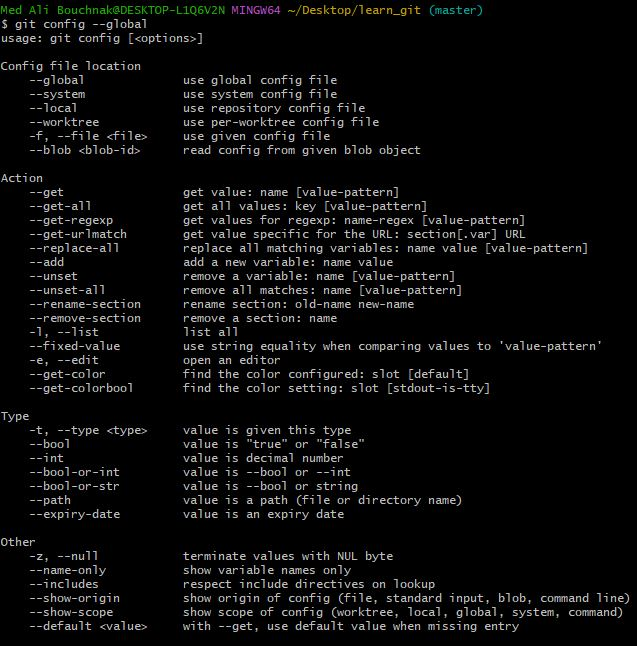 Med Ali Bouchnak@DESKTOP-L1Q6V2N MINGW64 ~/Desktop/learn_git (master)
$ git config --global
usage: git config [<options>]

Config file location
    --global              use global config file
    --system              use system config file
    --local               use repository config file
    --worktree            use per-worktree config file
    -f, --file <file>     use given config file
    --blob <blob-id>      read config from given blob object

Action
    --get                 get value: name [value-pattern]
    --get-all             get all values: key [value-pattern]
    --get-regexp          get values for regexp: name-regex [value-pattern]
    --get-urlmatch        get value specific for the URL: section[.var] URL
    --replace-all         replace all matching variables: name value [value-pattern]
    --add                 add a new variable: name value
    --unset               remove a variable: name [value-pattern]
    --unset-all           remove all matches: name [value-pattern]
    --rename-section      rename section: old-name new-name
    --remove-section      remove a section: name
    -l, --list            list all
    --fixed-value         use string equality when comparing values to 'value-pattern'
    -e, --edit            open an editor
    --get-color           find the color configured: slot [default]
    --get-colorbool       find the color setting: slot [stdout-is-tty]

Type
    -t, --type <type>     value is given this type
    --bool                value is "true" or "false"
    --int                 value is decimal number
    --bool-or-int         value is --bool or --int
    --bool-or-str         value is --bool or string
    --path                value is a path (file or directory name)
    --expiry-date         value is an expiry date

Other
    -z, --null            terminate values with NUL byte
    --name-only           show variable names only
    --includes            respect include directives on lookup
    --show-origin         show origin of config (file, standard input, blob, command line)
    --show-scope          show scope of config (worktree, local, global, system, command)
    --default <value>     with --get, use default value when missing entry